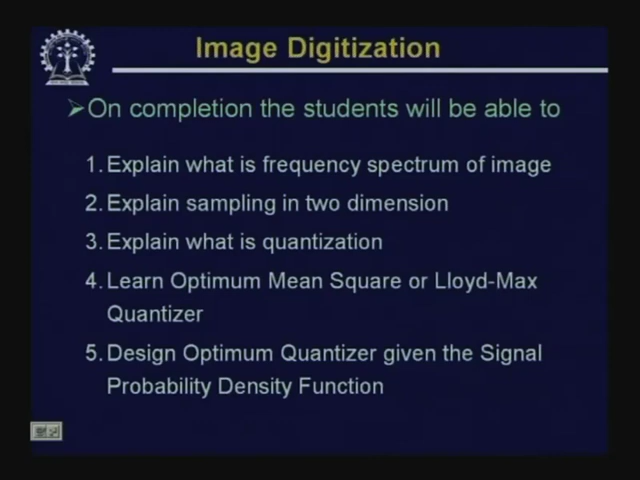 Image Digitization
➢On completion the students will be able to
1. Explain what is frequency spectrum of image
2. Explain sampling in two dimension
3. Explain what is quantization
4. Learn Optimum Mean Square or Lloyd-Max
Quantizer
5. Design Optimum Quantizer given the Signal
Probability Density Function